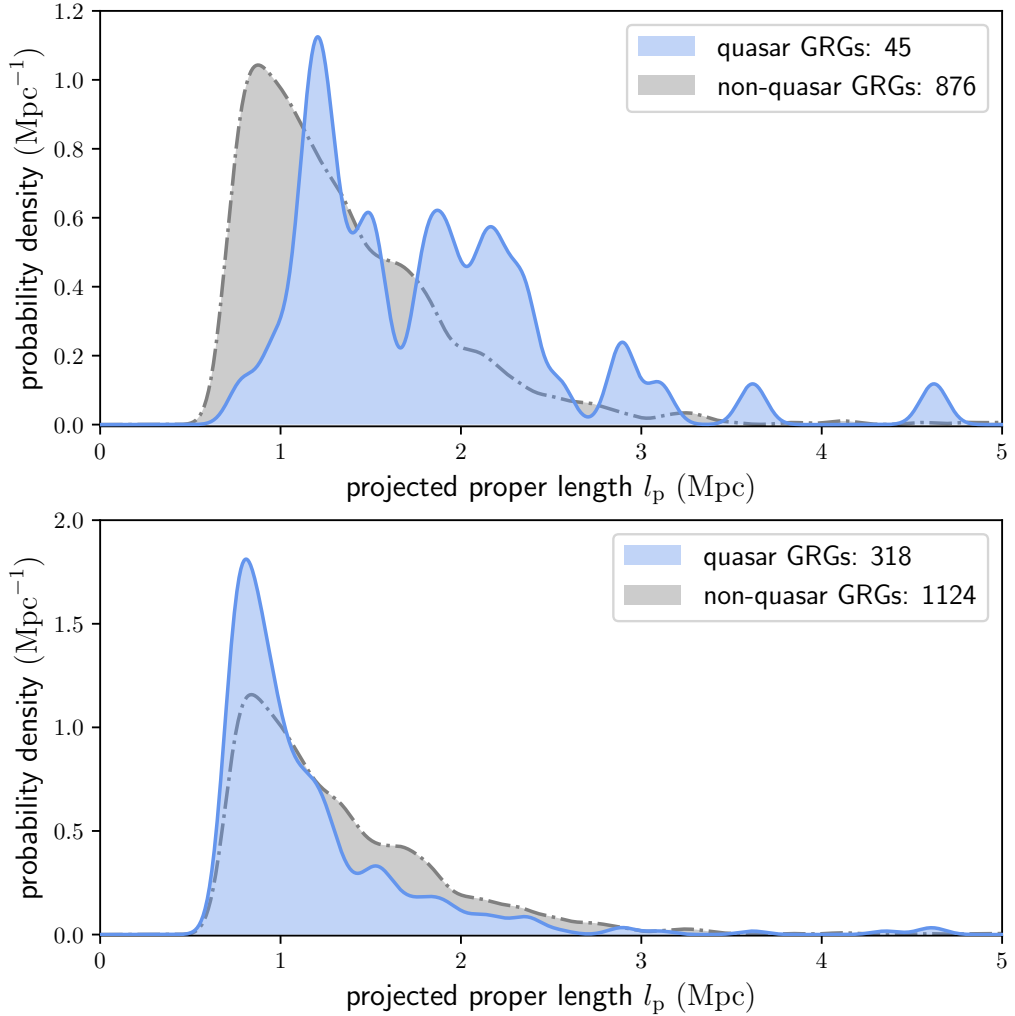 1.2
1.0
0.8
0.6
0.4
0.2
0.0
probability density (Mpc⁻¹)
quasar GRGs: 45
non-quasar GRGs: 876
0 1 2 3 4 5
projected proper length lₚ (Mpc)
2.0
1.5
1.0
0.5
0.0
probability density (Mpc⁻¹)
quasar GRGs: 318
non-quasar GRGs: 1124
0 1 2 3 4 5
projected proper length lₚ (Mpc)